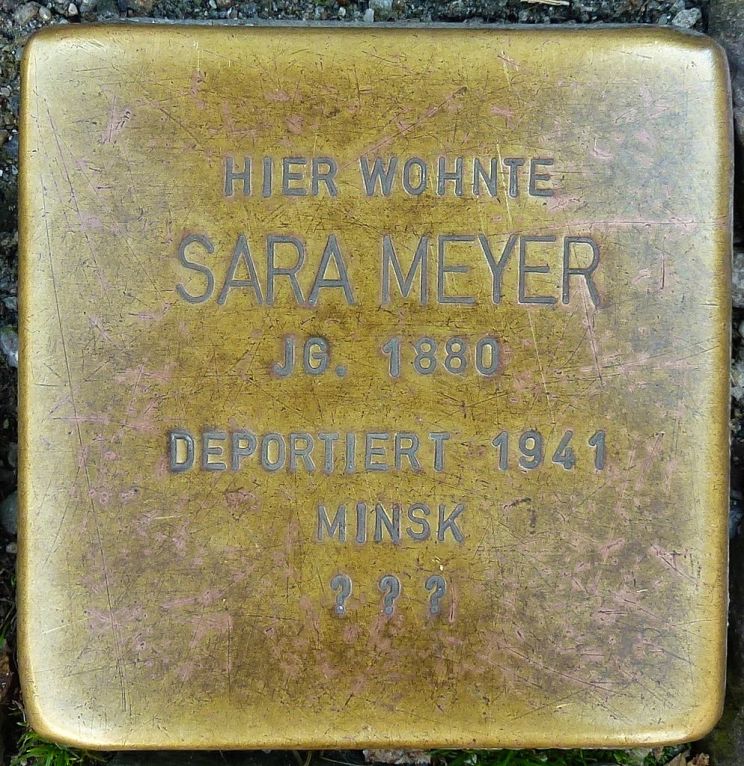 HIER WOHNTE
SARA MEYER
JG. 1880
DEPORTIERT 1941
MINSK
? ? ?